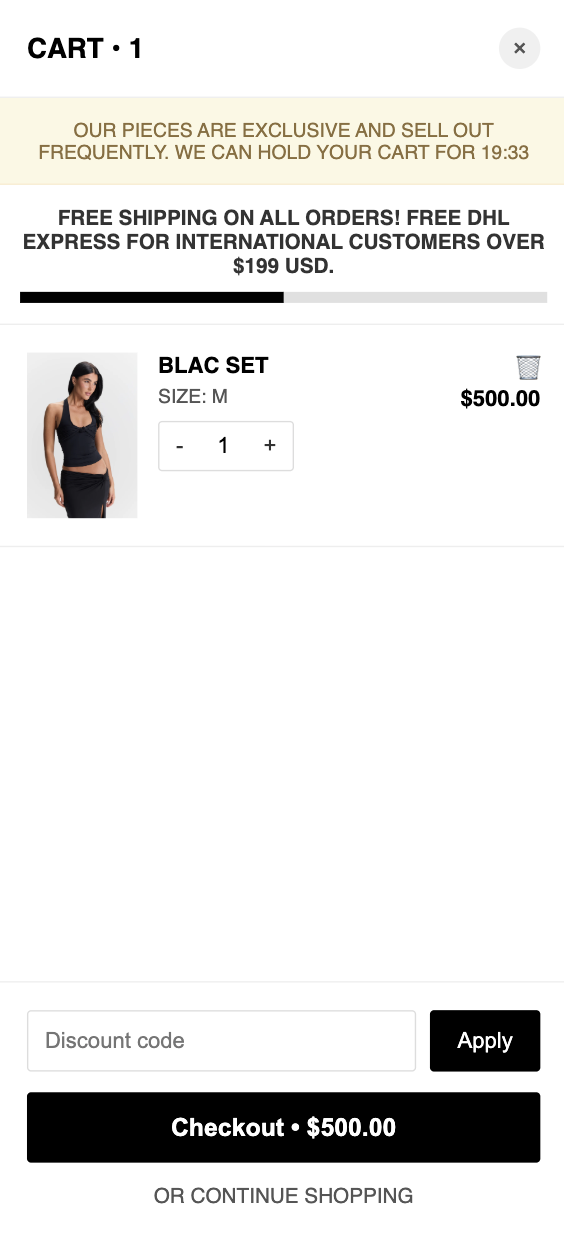 CART • 1
×
OUR PIECES ARE EXCLUSIVE AND SELL OUT
FREQUENTLY. WE CAN HOLD YOUR CART FOR 19:33
FREE SHIPPING ON ALL ORDERS! FREE DHL
EXPRESS FOR INTERNATIONAL CUSTOMERS OVER
$199 USD.
BLAC SET
SIZE: M
$500.00
- 1 +
Discount code
Apply
Checkout • $500.00
OR CONTINUE SHOPPING